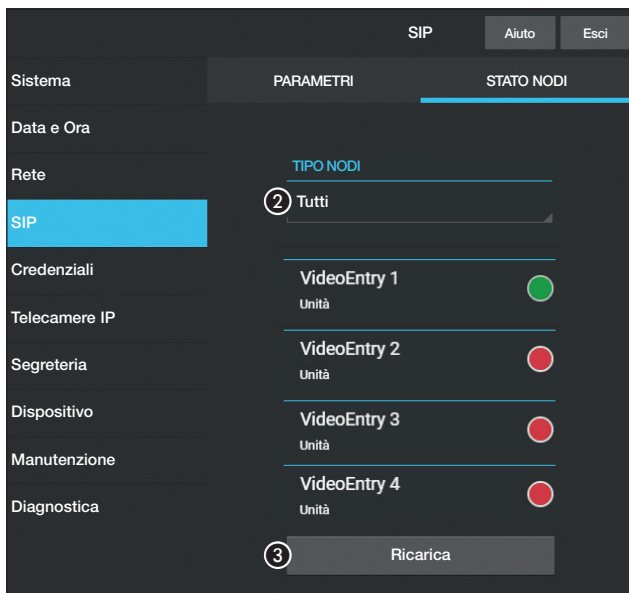 SIP
Aiuto
Esci
Sistema
Data e Ora
Rete
SIP
Credenziali
Telecamere IP
Segreteria
Dispositivo
Manutenzione
Diagnostica
PARAMETRI
STATO NODI
TIPO NODI
2 Tutti
VideoEntry 1
Unità
VideoEntry 2
Unità
VideoEntry 3
Unità
VideoEntry 4
Unità
3 Ricarica